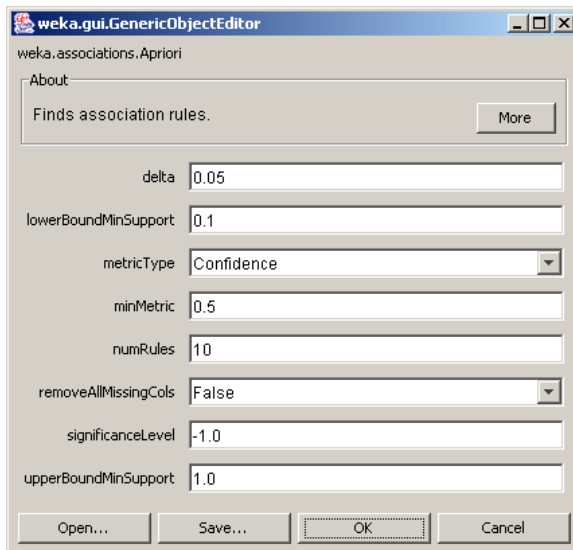 weka.gui.GenericObjectEditor
weka.associations.Apriori
About
Finds association rules.
More
delta 0.05
lowerBoundMinSupport 0.1
metricType Confidence
minMetric 0.5
numRules 10
removeAllMissingCols False
significanceLevel -1.0
upperBoundMinSupport 1.0
Open... Save... OK Cancel